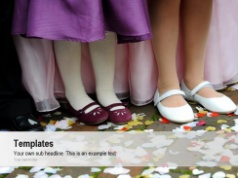 Templates
Your own sub headline. This is an example text